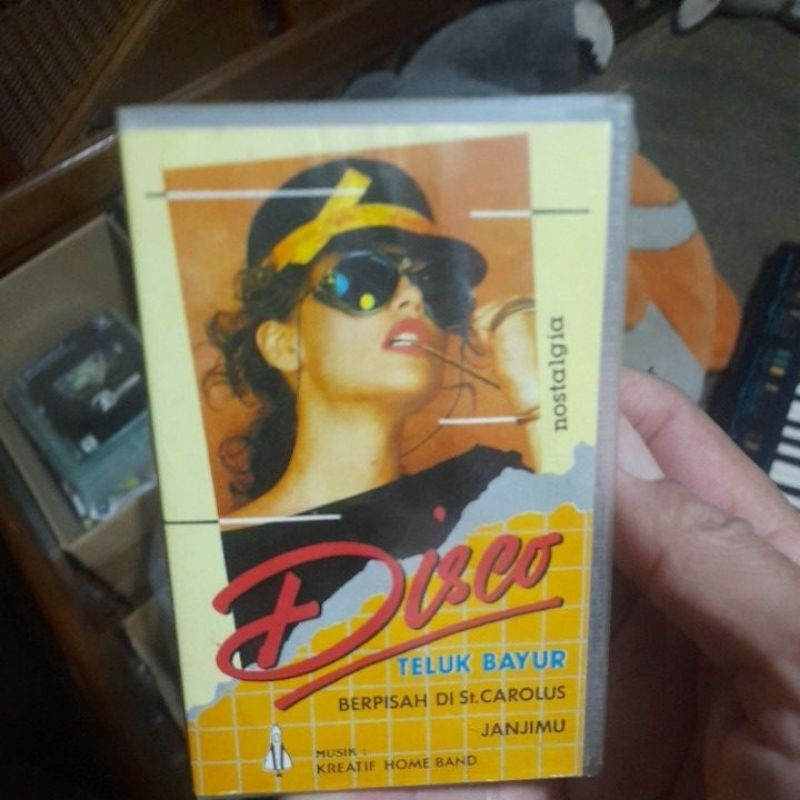 nostalgia
Disco
TELUK BAYUR
BERPISAH DI St. CAROLUS
JANJIMU
MUSIK :
KREATIF HOME BAND